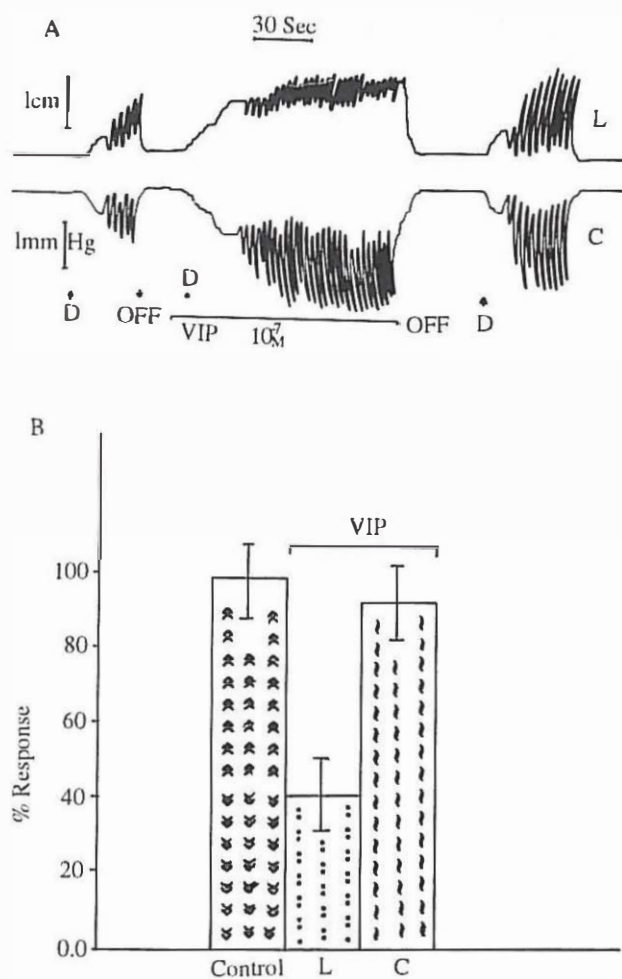 A
30 Sec
1cm
L
1mm Hg
C
D
D OFF OFF D
VIP 10⁻⁷M
B
VIP
100
80
60
40
20
0.0
% Response
Control L C